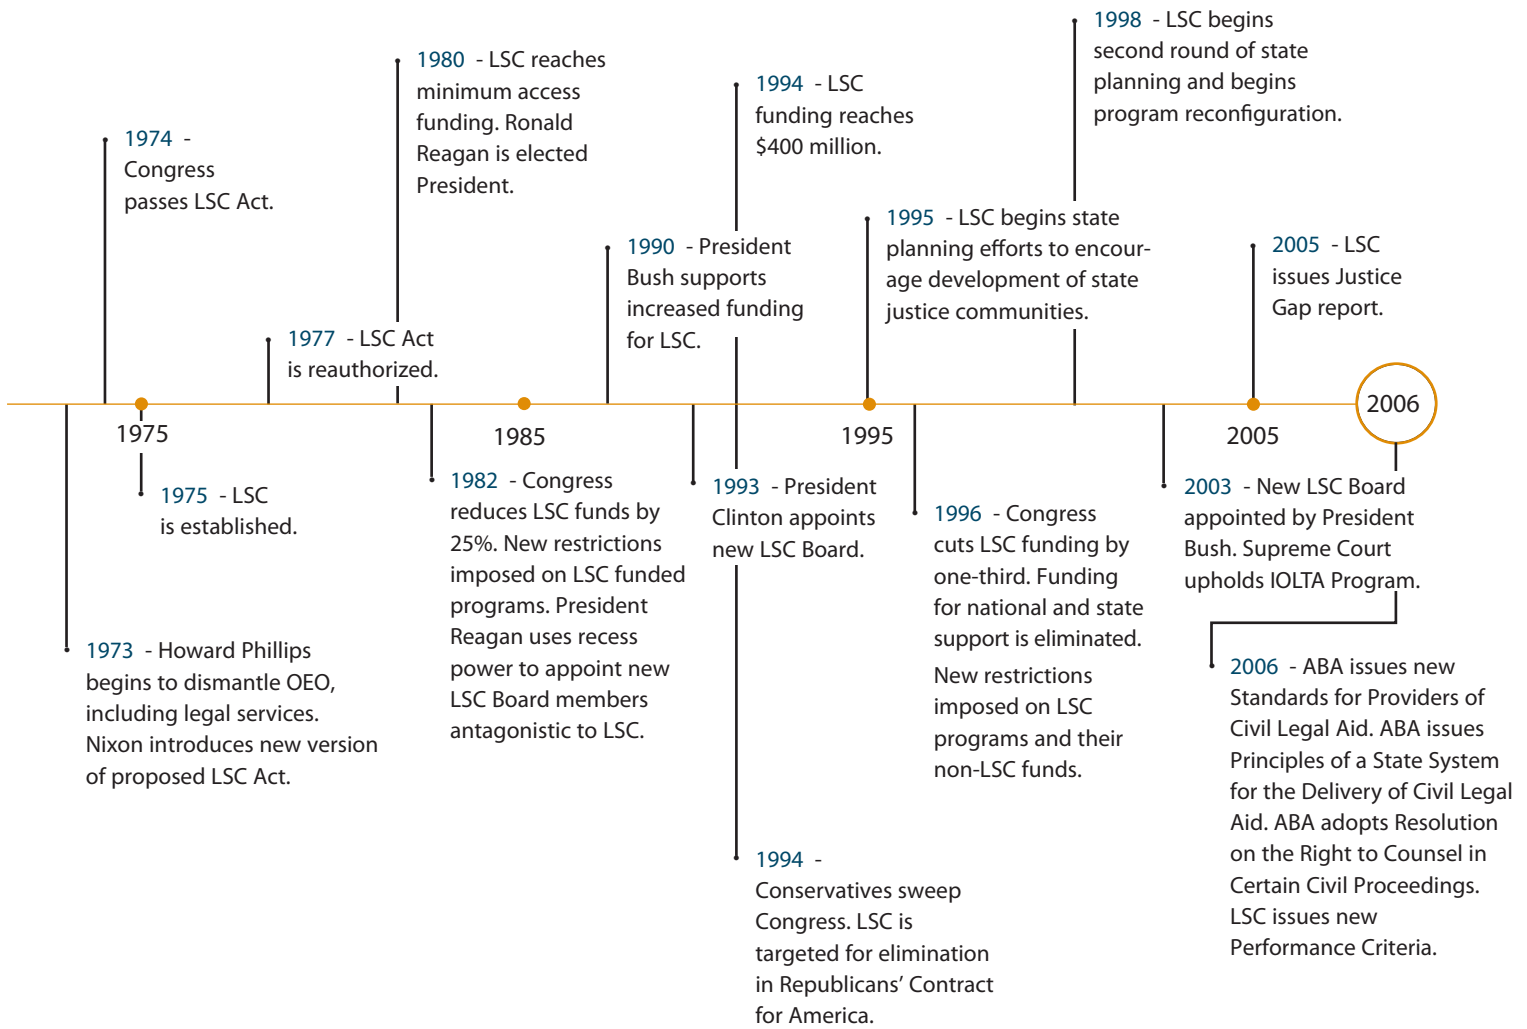 1974 -
Congress
passes LSC Act.
1980 - LSC reaches
minimum access
funding. Ronald
Reagan is elected
President.
1994 - LSC
funding reaches
$400 million.
1998 - LSC begins
second round of state
planning and begins
program reconfiguration.
1977 - LSC Act
is reauthorized.
1990 - President
Bush supports
increased funding
for LSC.
1995 - LSC begins state
planning efforts to encour-
age development of state
justice communities.
2005 - LSC
issues Justice
Gap report.
1975
1985
1995
2005
2006
1973 - Howard Phillips
begins to dismantle OEO,
including legal services.
Nixon introduces new version
of proposed LSC Act.
1975 - LSC
is established.
1982 - Congress
reduces LSC funds by
25%. New restrictions
imposed on LSC funded
programs. President
Reagan uses recess
power to appoint new
LSC Board members
antagonistic to LSC.
1993 - President
Clinton appoints
new LSC Board.
1994 -
Conservatives sweep
Congress. LSC is
targeted for elimination
in Republicans’ Contract
for America.
1996 - Congress
cuts LSC funding by
one-third. Funding
for national and state
support is eliminated.
New restrictions
imposed on LSC
programs and their
non-LSC funds.
2003 - New LSC Board
appointed by President
Bush. Supreme Court
upholds IOLTA Program.
2006 - ABA issues new
Standards for Providers of
Civil Legal Aid. ABA issues
Principles of a State System
for the Delivery of Civil Legal
Aid. ABA adopts Resolution
on the Right to Counsel in
Certain Civil Proceedings.
LSC issues new
Performance Criteria.